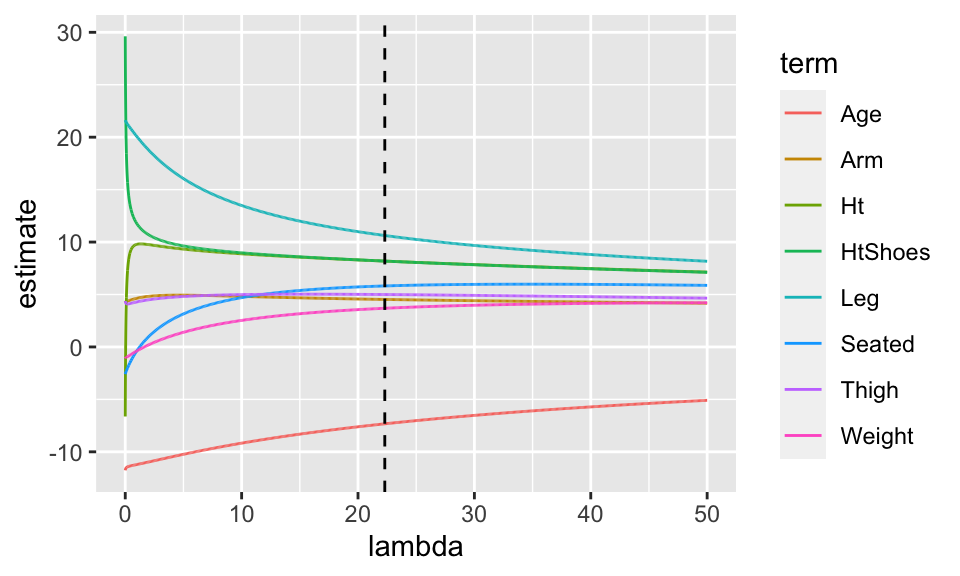 30
20
10
0
-10
estimate
0 10 20 30 40 50
lambda
term
Age
Arm
Ht
HtShoes
Leg
Seated
Thigh
Weight